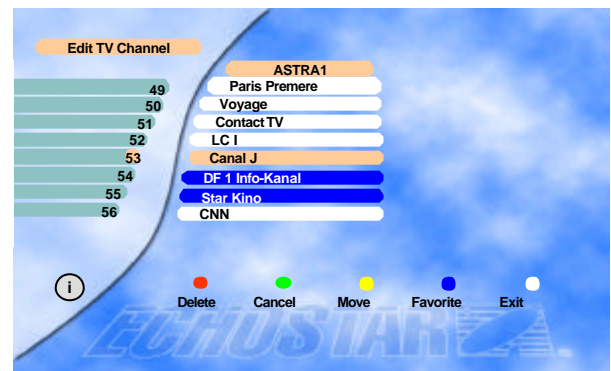 Edit TV Channel
ASTRA1
49 Paris Premere
50 Voyage
51 Contact TV
52 LC I
53 Canal J
54 DF 1 Info-Kanal
55 Star Kino
56 CNN
i
Delete Cancel Move Favorite Exit
ECHOSTAR